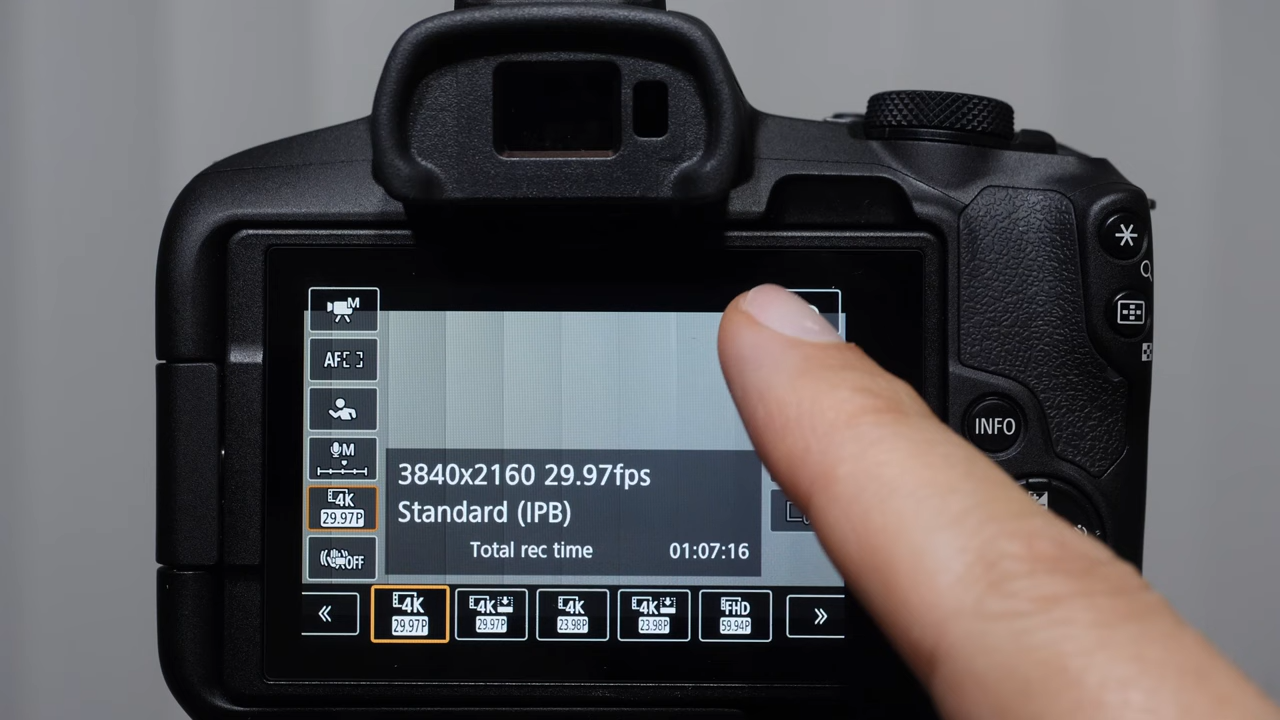 M
AF
M
3840x2160 29.97fps
Standard (IPB)
4K
29.97P
Total rec time 01:07:16
OFF
4K 4K 4K 4K FHD
29.97P 29.97P 23.98P 23.98P 59.94P
INFO